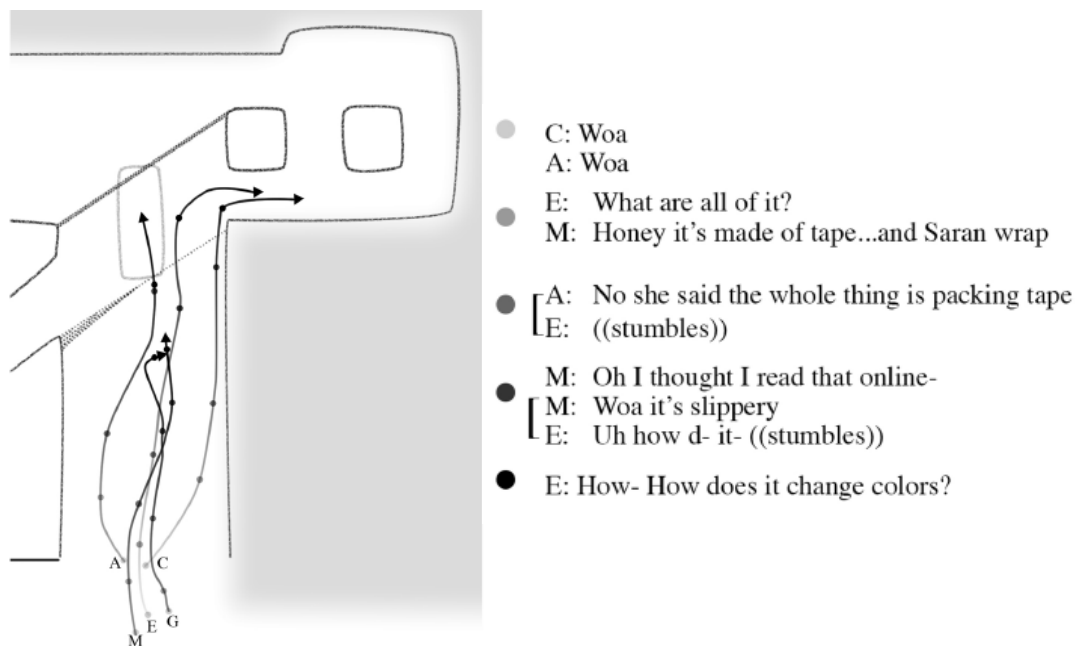 C: Woa
A: Woa
E: What are all of it?
M: Honey it's made of tape...and Saran wrap
A: No she said the whole thing is packing tape
E: ((stumbles))
M: Oh I thought I read that online-
M: Woa it's slippery
E: Uh how d- it- ((stumbles))
E: How- How does it change colors?
A
C
E
G
M